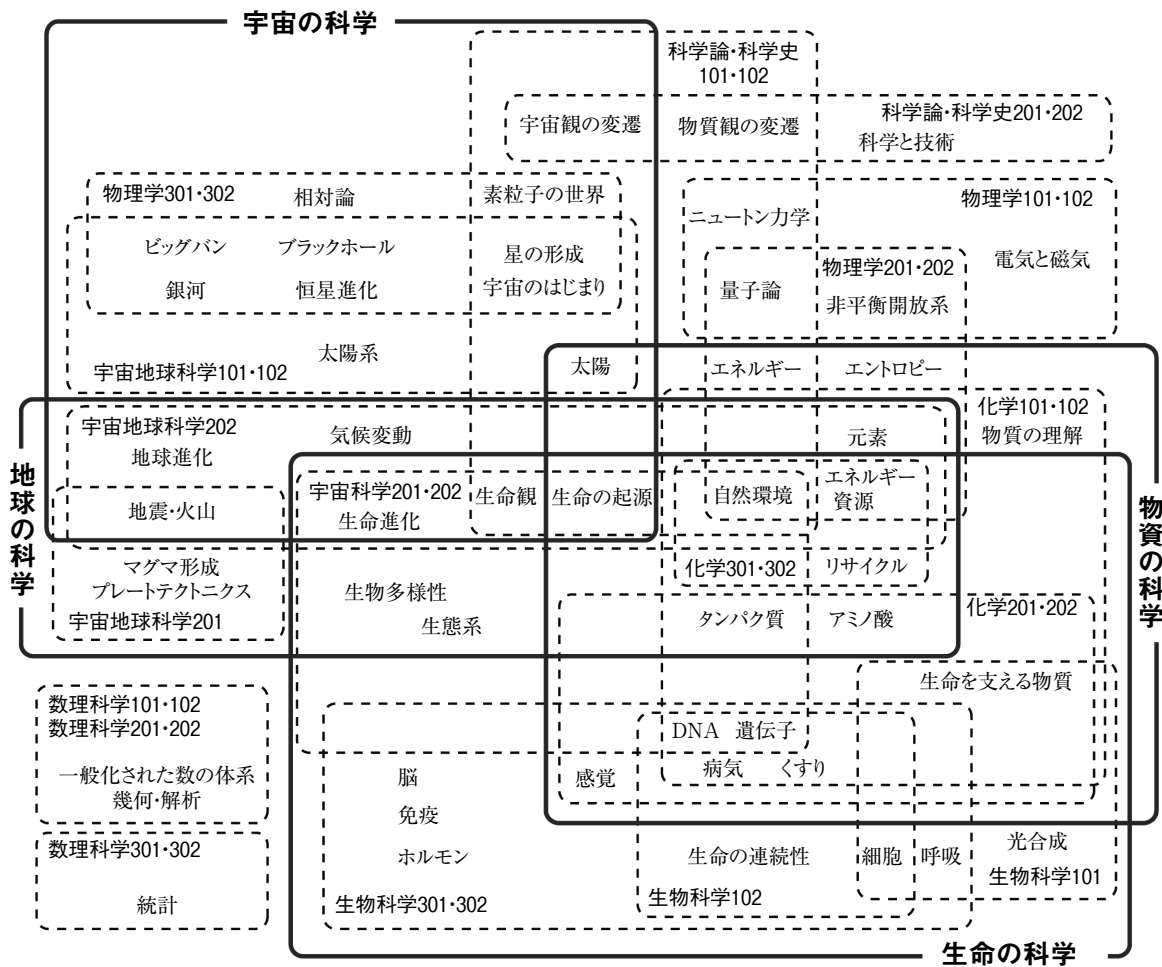 宇宙の科学
科学論・科学史
101・102
科学論・科学史201・202
宇宙観の変遷
物質観の変遷
科学と技術
物理学301・302
相対論
素粒子の世界
物理学101・102
ニュートン力学
ビッグバン
ブラックホール
星の形成
物理学201・202
電気と磁気
銀河
恒星進化
宇宙のはじまり
量子論
非平衡開放系
太陽系
太陽
エネルギー
エントロピー
宇宙地球科学101・102
化学101・102
物質の理解
宇宙地球科学202
気候変動
元素
地球進化
地球の科学
物資の科学
宇宙科学201・202
生命観
生命の起源
自然環境
エネルギー
資源
地震・火山
生命進化
マグマ形成
プレートテクトニクス
宇宙地球科学201
化学301・302
リサイクル
生物多様性
生態系
タンパク質
アミノ酸
化学201・202
生命を支える物質
数理科学101・102
数理科学201・202
一般化された数の体系
幾何・解析
DNA 遺伝子
脳
感覚
病気
くすり
免疫
数理科学301・302
統計
ホルモン
生命の連続性
細胞
呼吸
光合成
生物科学101
生物科学301・302
生物科学102
生命の科学